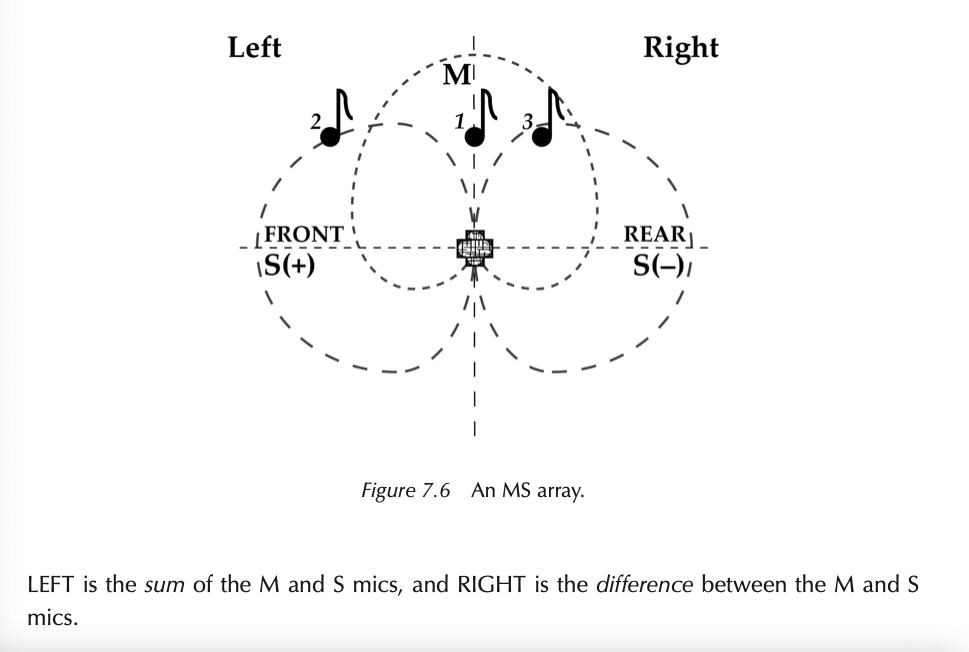 Left Right
M
2 1 3
FRONT REAR
S(+) S(–)
Figure 7.6 An MS array.
LEFT is the sum of the M and S mics, and RIGHT is the difference between the M and S
mics.